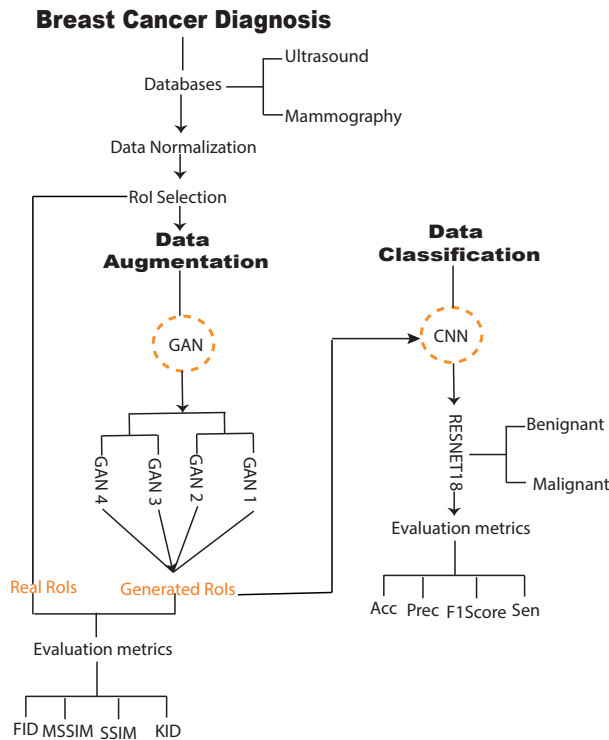 Breast Cancer Diagnosis
Ultrasound
Databases
Mammography
Data Normalization
RoI Selection
Data
Augmentation
GAN
GAN 4
GAN 3
GAN 2
GAN 1
Real RoIs
Generated RoIs
Evaluation metrics
FID
MSSIM
SSIM
KID
Data
Classification
CNN
RESNET18
Benignant
Malignant
Evaluation metrics
Acc
Prec
F1Score
Sen